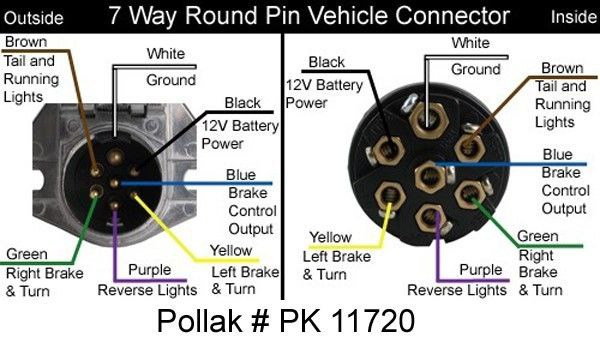 Outside
7 Way Round Pin Vehicle Connector
Inside
Brown
Tail and
Running
Lights
White
Ground
Black
12V Battery
Power
Blue
Brake
Control
Output
Green
Right Brake
& Turn
Purple
Reverse Lights
Yellow
Left Brake
& Turn
Black
12V Battery
Power
White
Ground
Brown
Tail and
Running
Lights
Blue
Brake
Control
Output
Yellow
Left Brake
& Turn
Purple
Reverse Lights
Green
Right
Brake
& Turn
Pollak # PK 11720